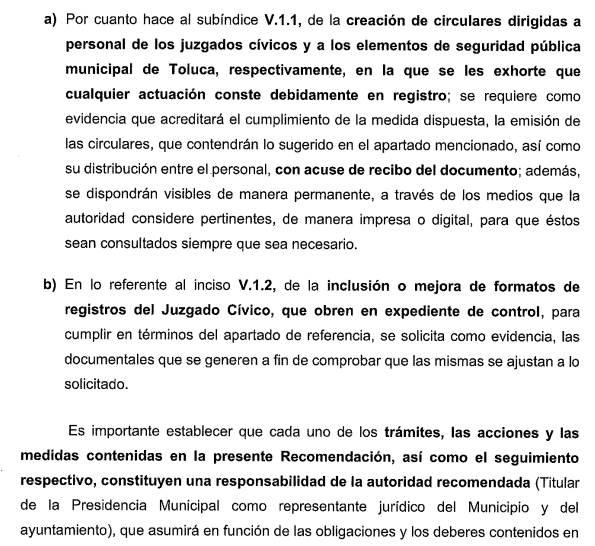 a) Por cuanto hace al subíndice V.1.1, de la creación de circulares dirigidas a
personal de los juzgados cívicos y a los elementos de seguridad pública
municipal de Toluca, respectivamente, en la que se les exhorte que
cualquier actuación conste debidamente en registro; se requiere como
evidencia que acreditará el cumplimiento de la medida dispuesta, la emisión de
las circulares, que contendrán lo sugerido en el apartado mencionado, así como
su distribución entre el personal, con acuse de recibo del documento; además,
se dispondrán visibles de manera permanente, a través de los medios que la
autoridad considere pertinentes, de manera impresa o digital, para que éstos
sean consultados siempre que sea necesario.
b) En lo referente al inciso V.1.2, de la inclusión o mejora de formatos de
registros del Juzgado Cívico, que obren en expediente de control, para
cumplir en términos del apartado de referencia, se solicita como evidencia, las
documentales que se generen a fin de comprobar que las mismas se ajustan a lo
solicitado.
Es importante establecer que cada uno de los trámites, las acciones y las
medidas contenidas en la presente Recomendación, así como el seguimiento
respectivo, constituyen una responsabilidad de la autoridad recomendada (Titular
de la Presidencia Municipal como representante jurídico del Municipio y del
ayuntamiento), que asumirá en función de las obligaciones y los deberes contenidos en